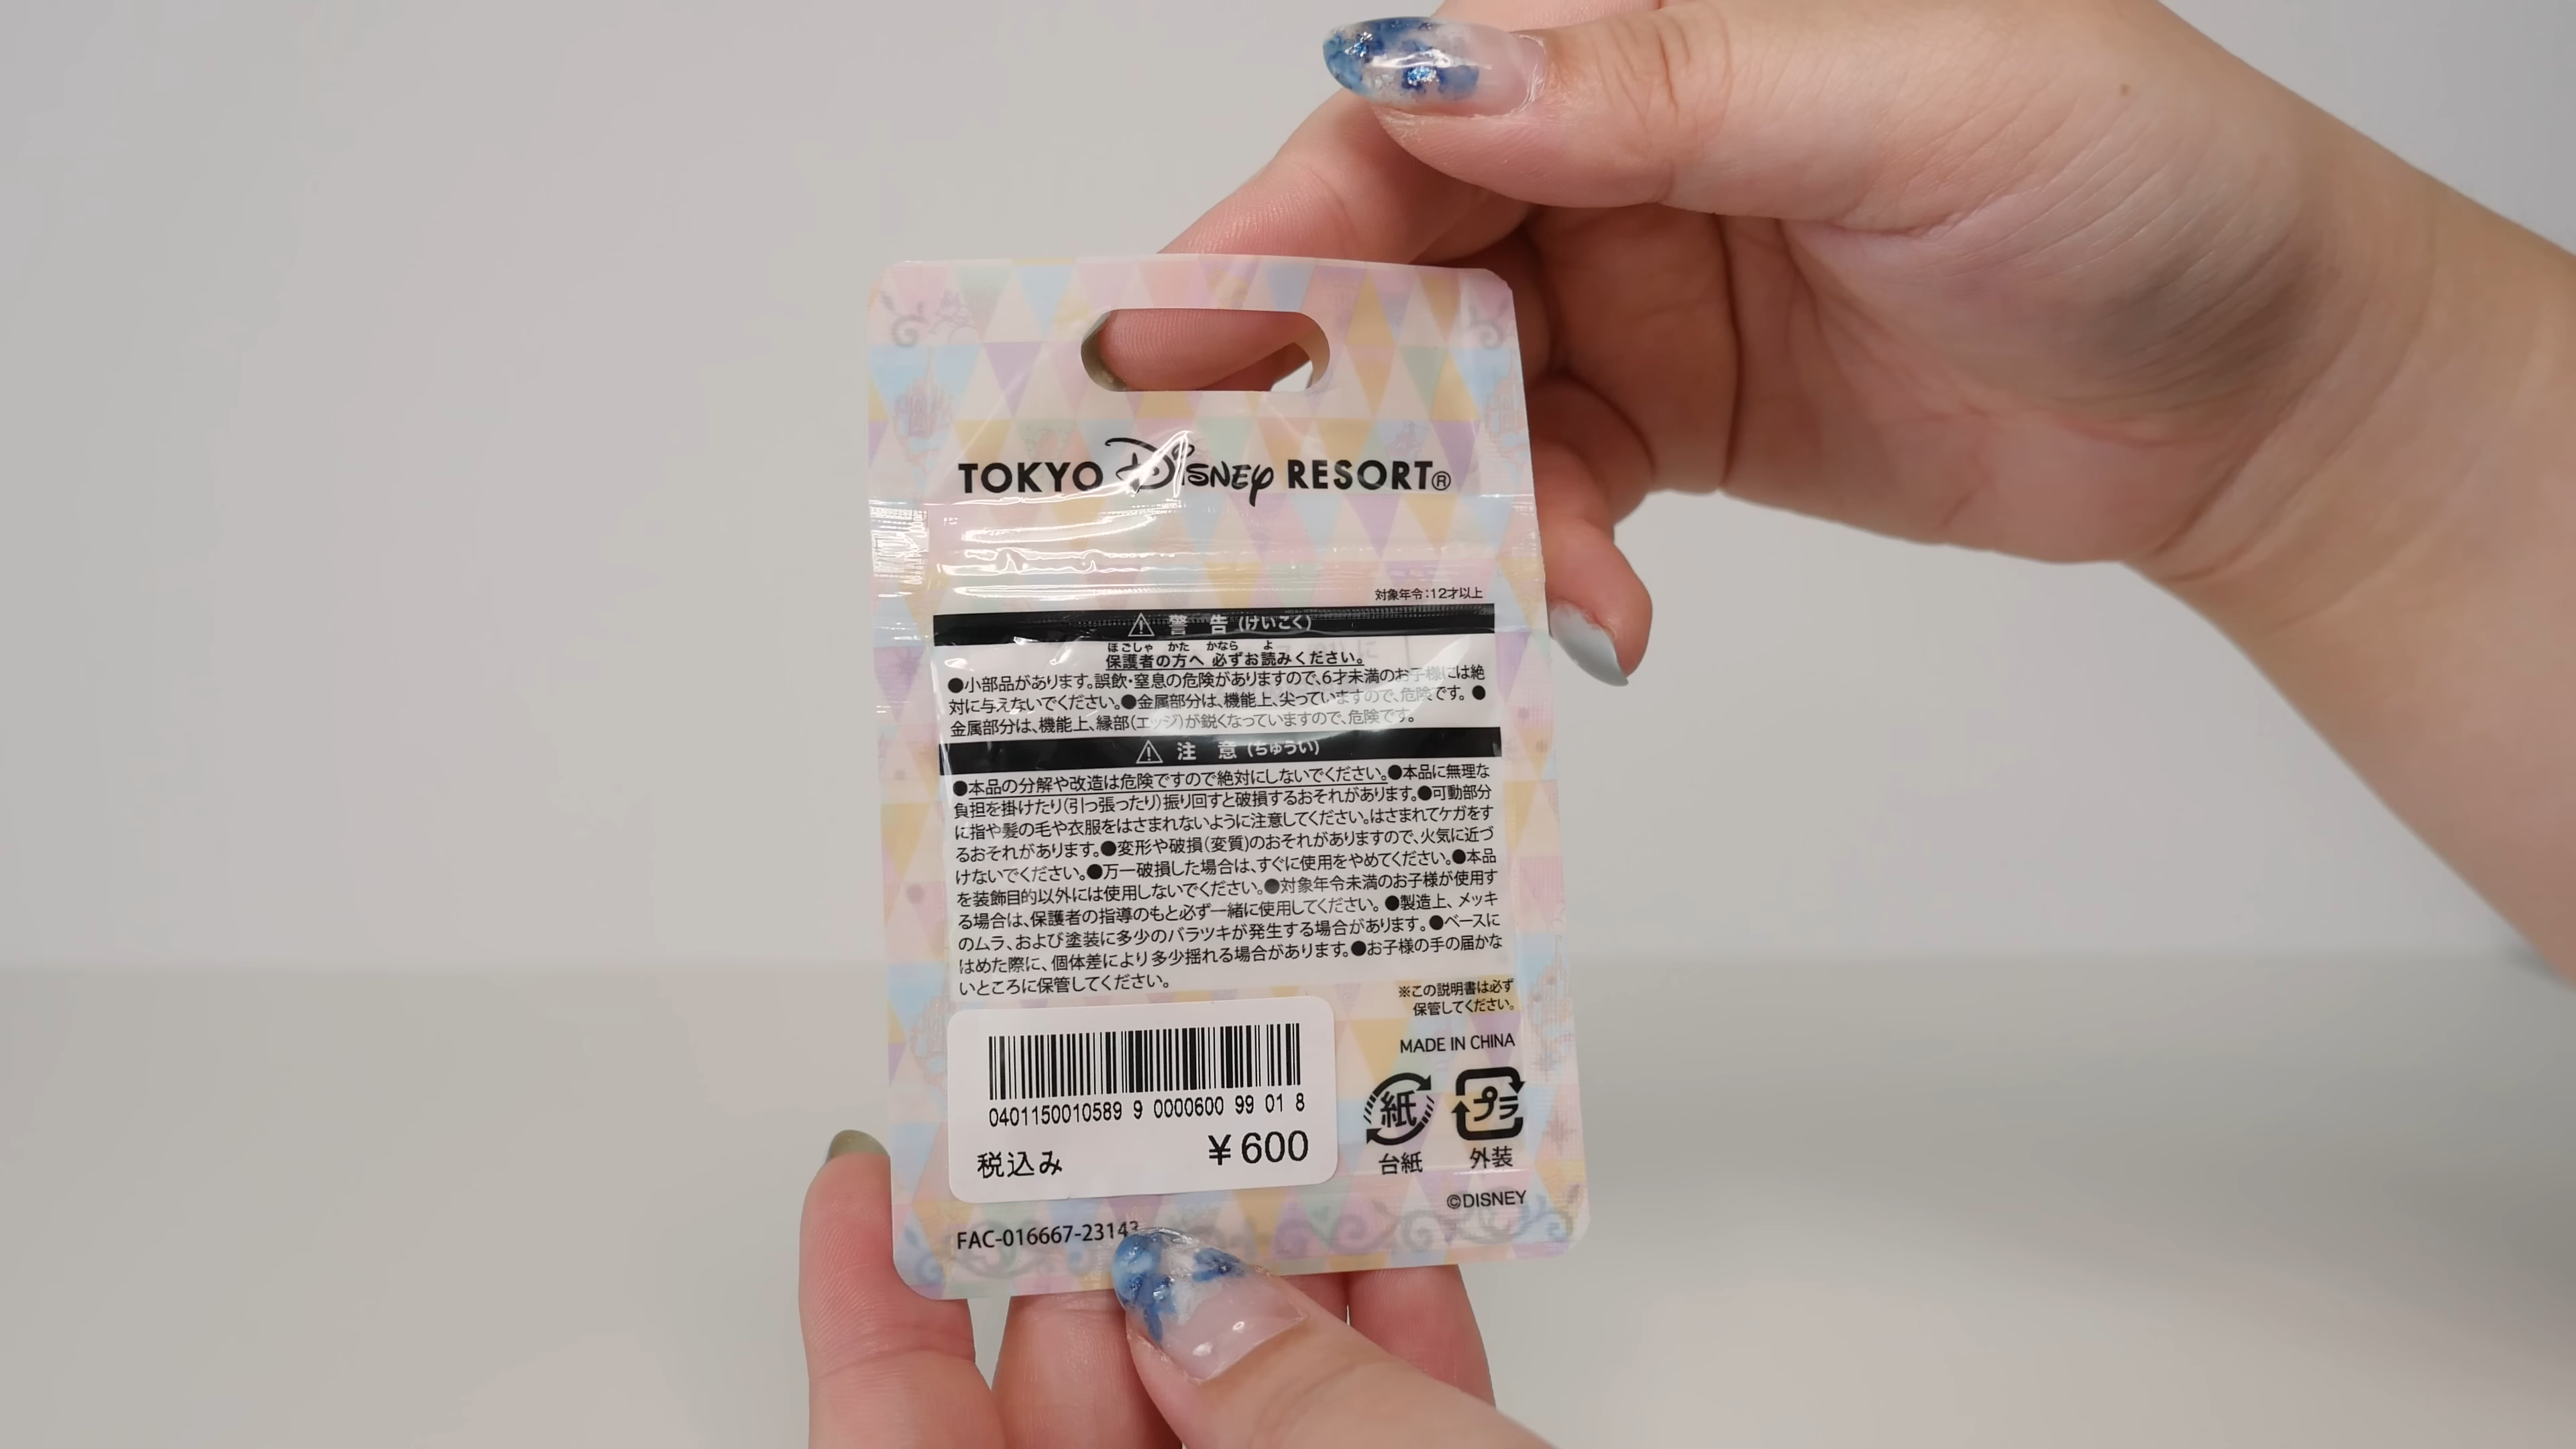 TOKYO Disney RESORT®
対象年令:12才以上
⚠ 警 告 (けいこく)
ほごしゃ かた かなら よ
保護者の方へ 必ずお読みください。
●小部品があります。誤飲・窒息の危険がありますので、6才未満のお子様には絶
対に与えないでください。●金属部分は、機能上、尖っていますので、危険です。●
金属部分は、機能上、縁部(エッジ)が鋭くなっていますので、危険です。
⚠ 注 意 (ちゅうい)
●本品の分解や改造は危険ですので絶対にしないでください。●本品に無理な
負担を掛けたり(引っ張ったり)振り回すと破損するおそれがあります。●可動部分
に指や髪の毛や衣服をはさまれないように注意してください。はさまれてケガをす
るおそれがあります。●変形や破損(変質)のおそれがありますので、火気に近づ
けないでください。●万一破損した場合は、すぐに使用をやめてください。●本品
を装飾目的以外には使用しないでください。●対象年令未満のお子様が使用す
る場合は、保護者の指導のもと必ず一緒に使用してください。●製造上、メッキ
のムラ、および塗装に多少のバラツキが発生する場合があります。●ベースに
はめた際に、個体差により多少揺れる場合があります。●お子様の手の届かな
いところに保管してください。
※この説明書は必ず
保管してください。
MADE IN CHINA
0401150010589 9 0000600 99 01 8
税込み ¥600
紙 プラ
台紙 外装
©DISNEY
FAC-016667-23143